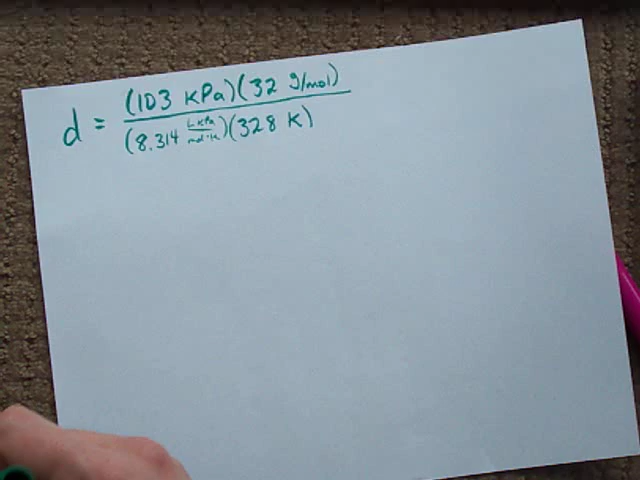 d = (103 KPa)(32 g/mol)
(8.314 L·KPa/mol·K)(328 K)